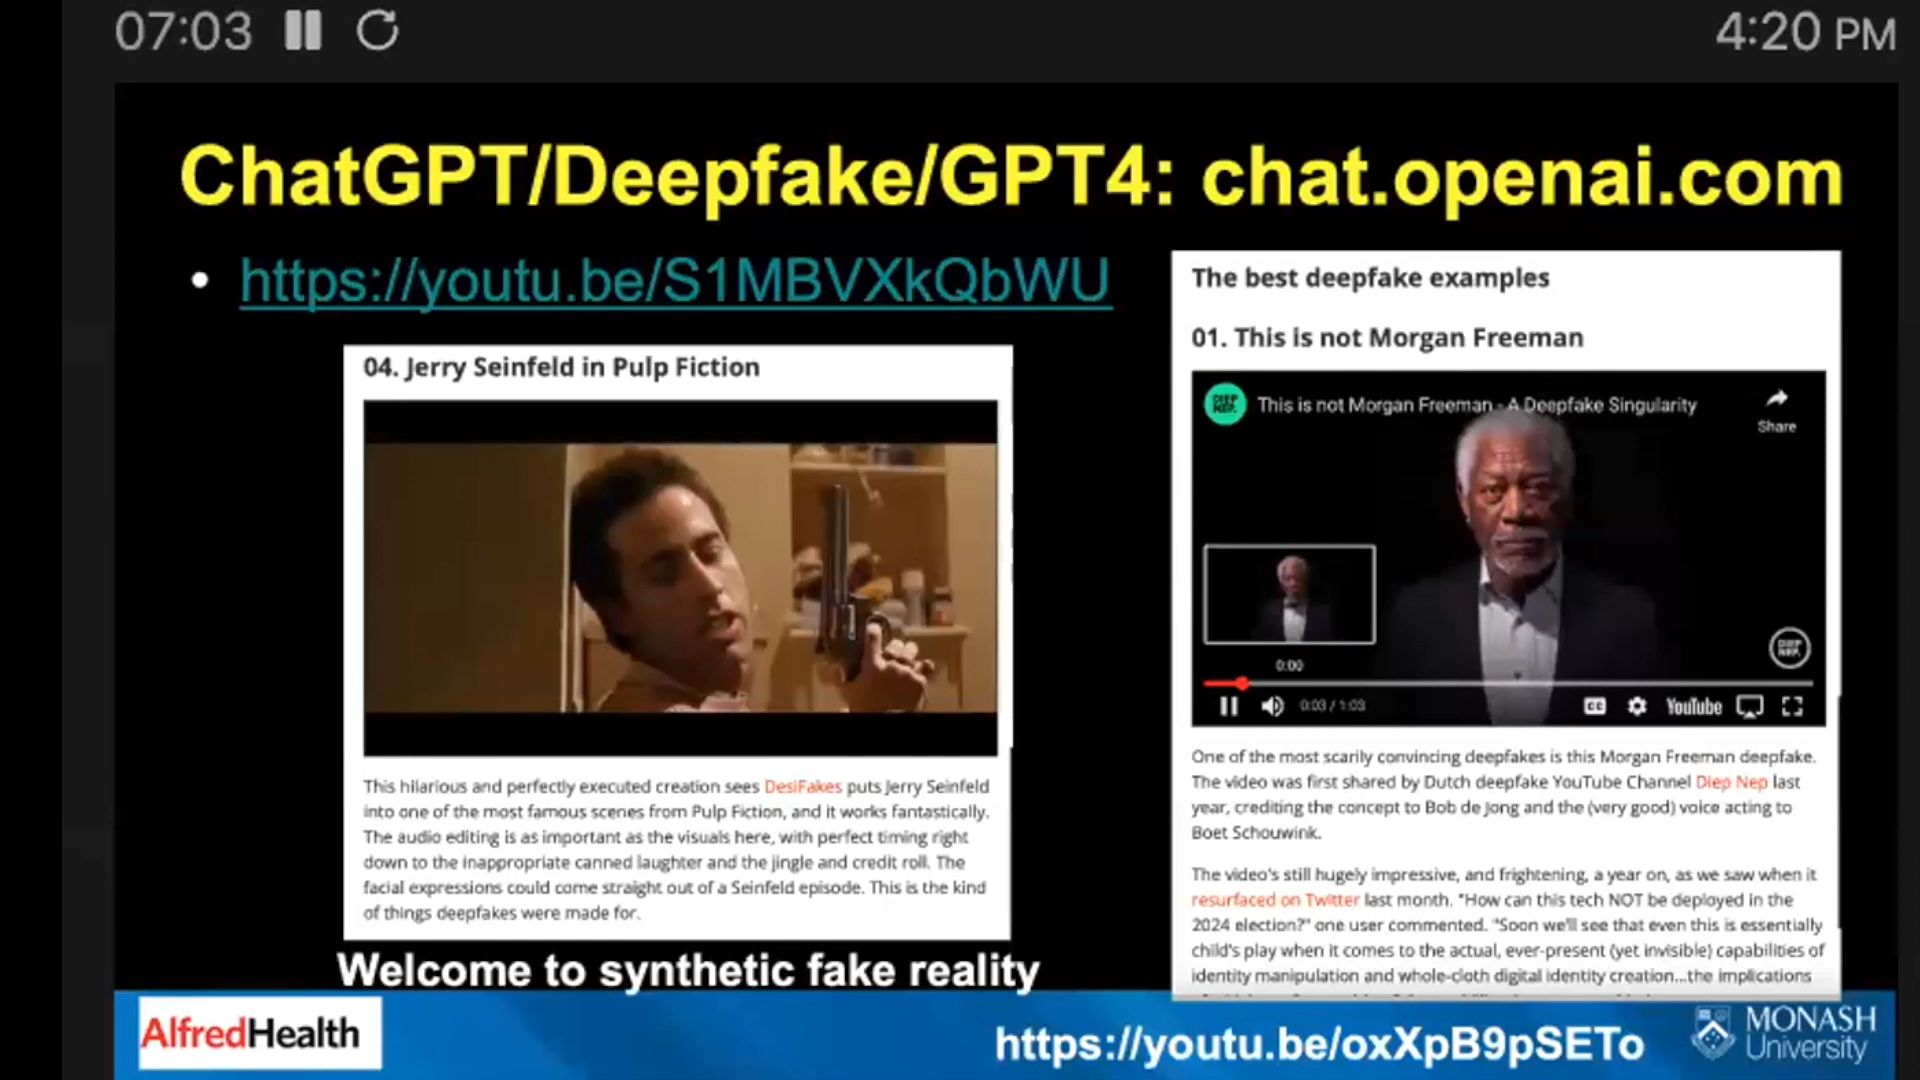 07:03
4:20 PM
ChatGPT/Deepfake/GPT4: chat.openai.com
• https://youtu.be/S1MBVXkQbWU
04. Jerry Seinfeld in Pulp Fiction
This hilarious and perfectly executed creation sees DesiFakes puts Jerry Seinfeld
into one of the most famous scenes from Pulp Fiction, and it works fantastically.
The audio editing is as important as the visuals here, with perfect timing right
down to the inappropriate canned laughter and the jingle and credit roll. The
facial expressions could come straight out of a Seinfeld episode. This is the kind
of things deepfakes were made for.
Welcome to synthetic fake reality
The best deepfake examples
01. This is not Morgan Freeman
DIEP NEP.
This is not Morgan Freeman - A Deepfake Singularity
Share
0:00
DIEP NEP.
0:03 / 1:03
CC
YouTube
One of the most scarily convincing deepfakes is this Morgan Freeman deepfake.
The video was first shared by Dutch deepfake YouTube Channel Diep Nep last
year, crediting the concept to Bob de Jong and the (very good) voice acting to
Boet Schouwink.
The video's still hugely impressive, and frightening, a year on, as we saw when it
resurfaced on Twitter last month. "How can this tech NOT be deployed in the
2024 election?" one user commented. "Soon we'll see that even this is essentially
child's play when it comes to the actual, ever-present (yet invisible) capabilities of
identity manipulation and whole-cloth digital identity creation...the implications
AlfredHealth
https://youtu.be/oxXpB9pSETo
MONASH
University